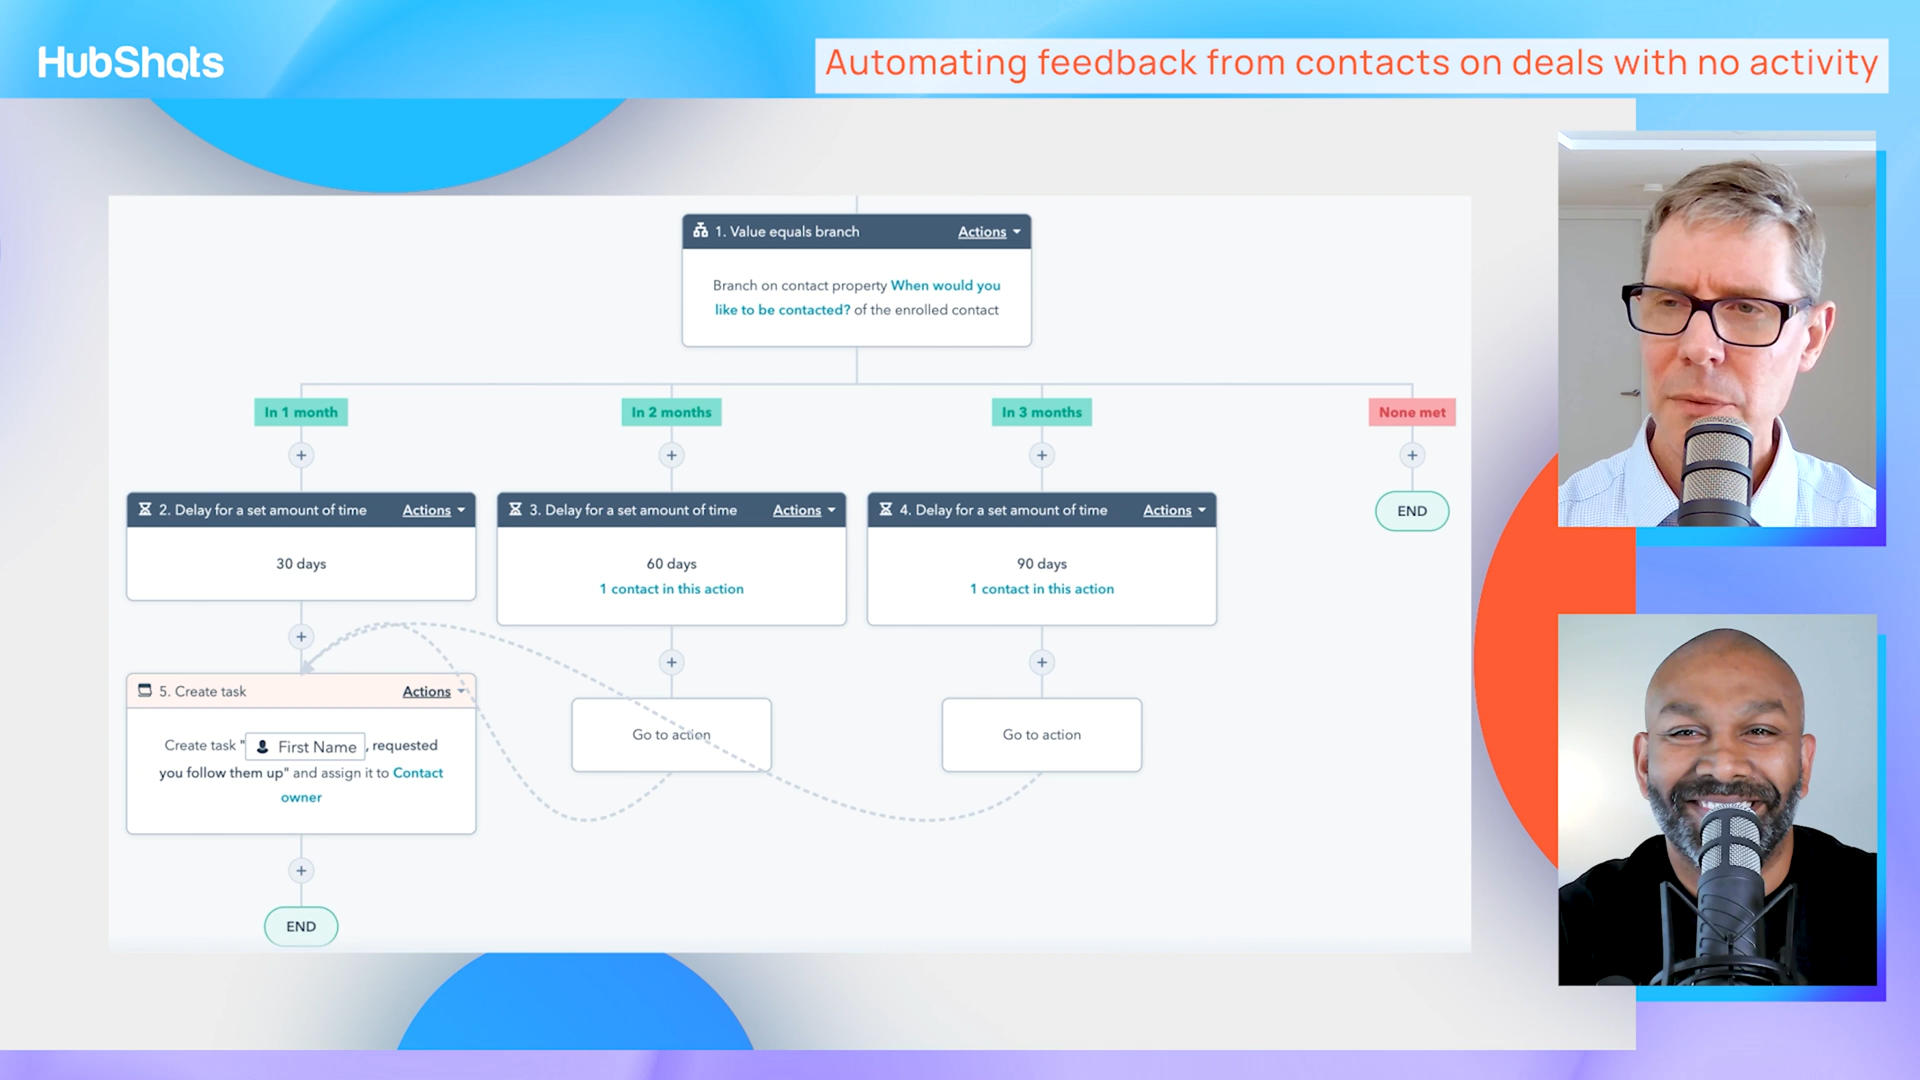 HubShots
Automating feedback from contacts on deals with no activity
1. Value equals branch
Actions
Branch on contact property When would you
like to be contacted? of the enrolled contact
In 1 month
In 2 months
In 3 months
None met
2. Delay for a set amount of time
Actions
3. Delay for a set amount of time
Actions
4. Delay for a set amount of time
Actions
END
30 days
60 days
1 contact in this action
90 days
1 contact in this action
5. Create task
Actions
Create task " First Name , requested
you follow them up" and assign it to Contact
owner
Go to action
Go to action
END